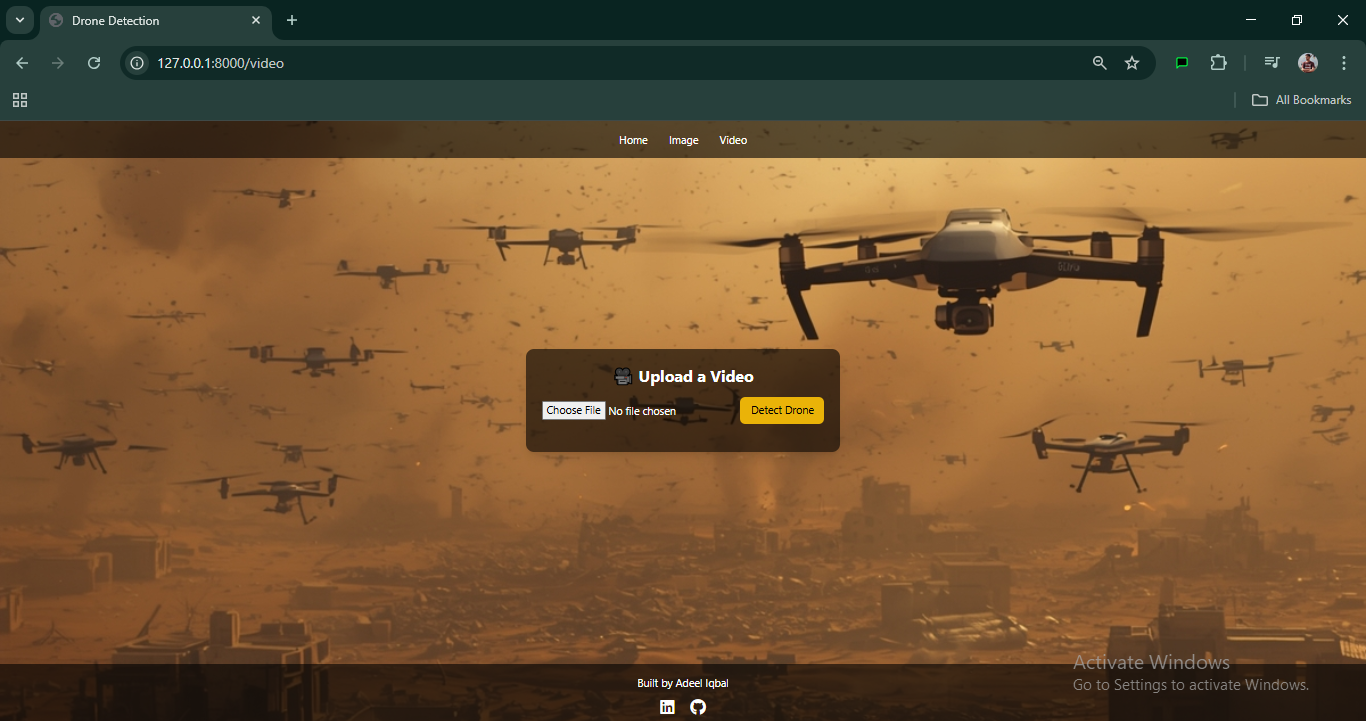 Drone Detection
127.0.0.1:8000/video
All Bookmarks
Home Image Video
🎥 Upload a Video
Choose File No file chosen Detect Drone
Activate Windows
Go to Settings to activate Windows.
Built by Adeel Iqbal
in